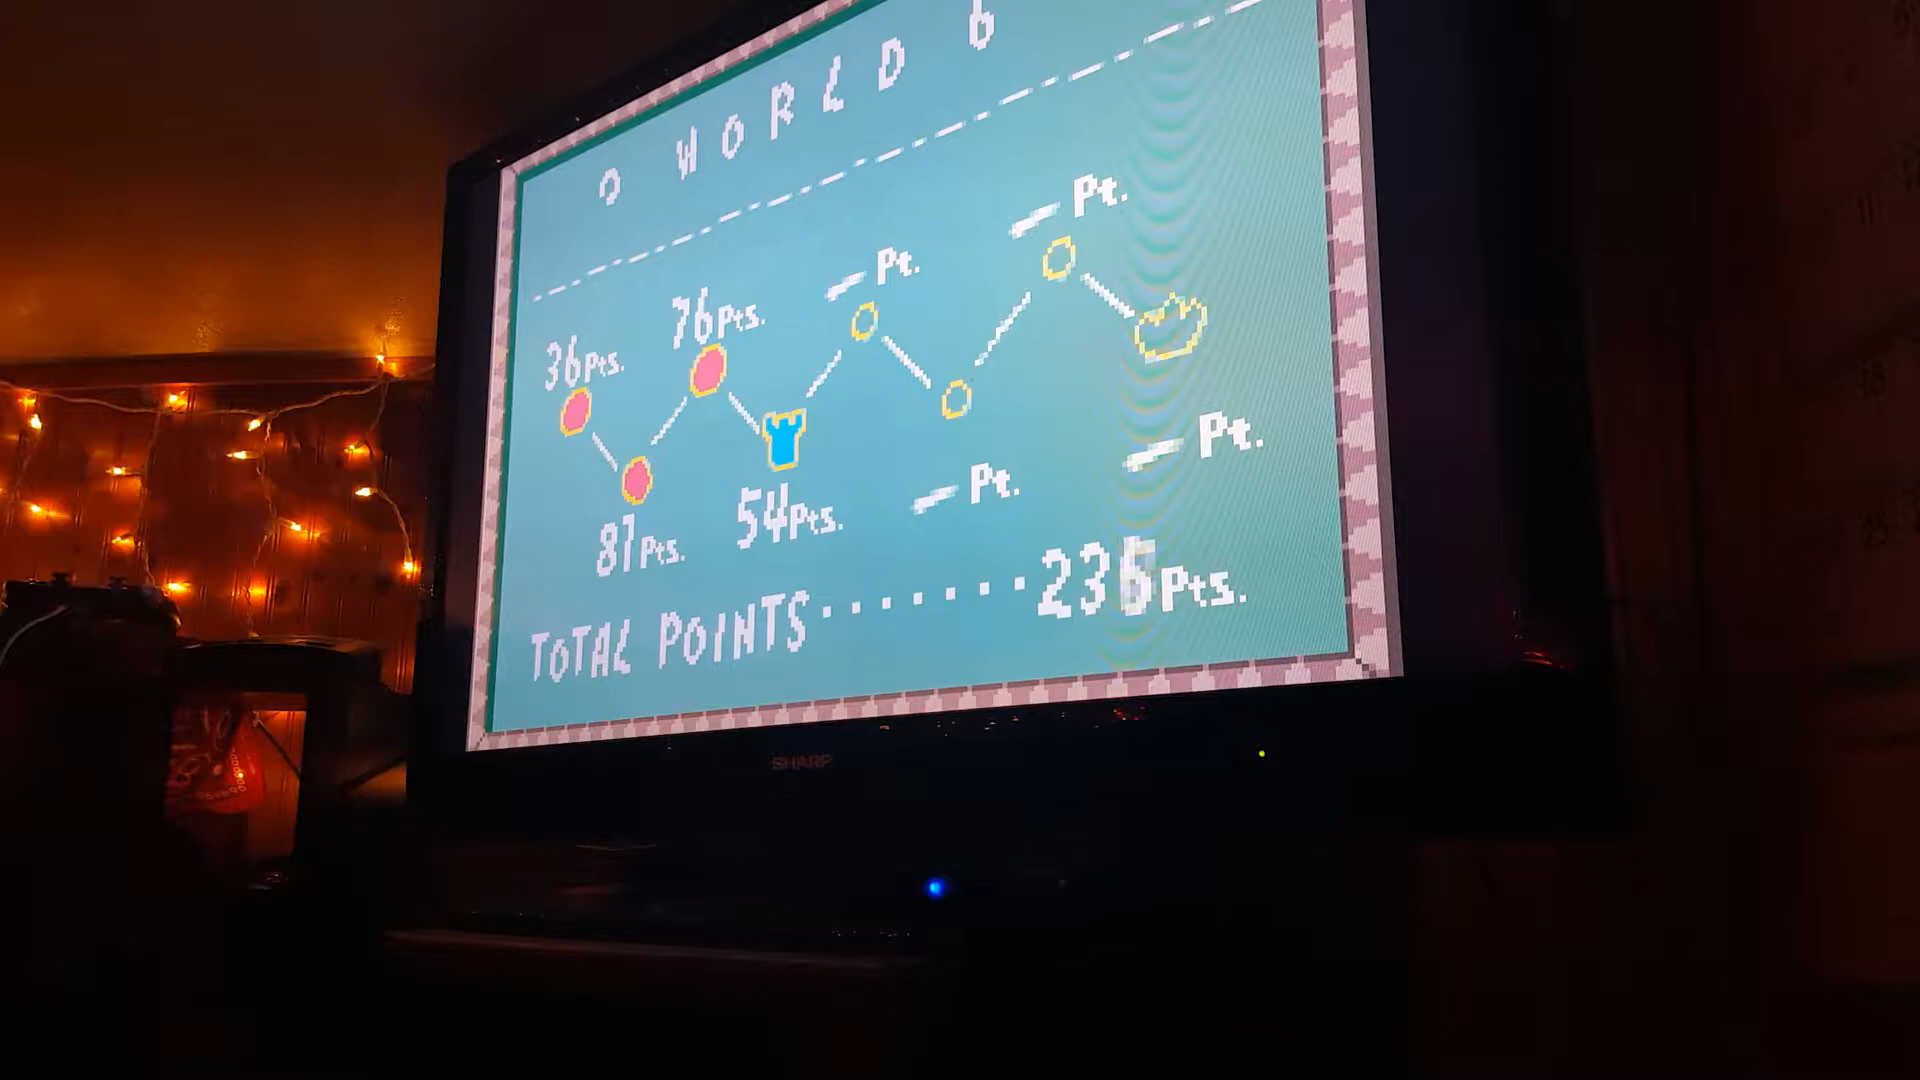 O WORLD 6
36Pts.
76Pts.
- Pt.
- Pt.
87Pts.
54Pts.
- Pt.
- Pt.
TOTAL POINTS.......Pts.
SHARP